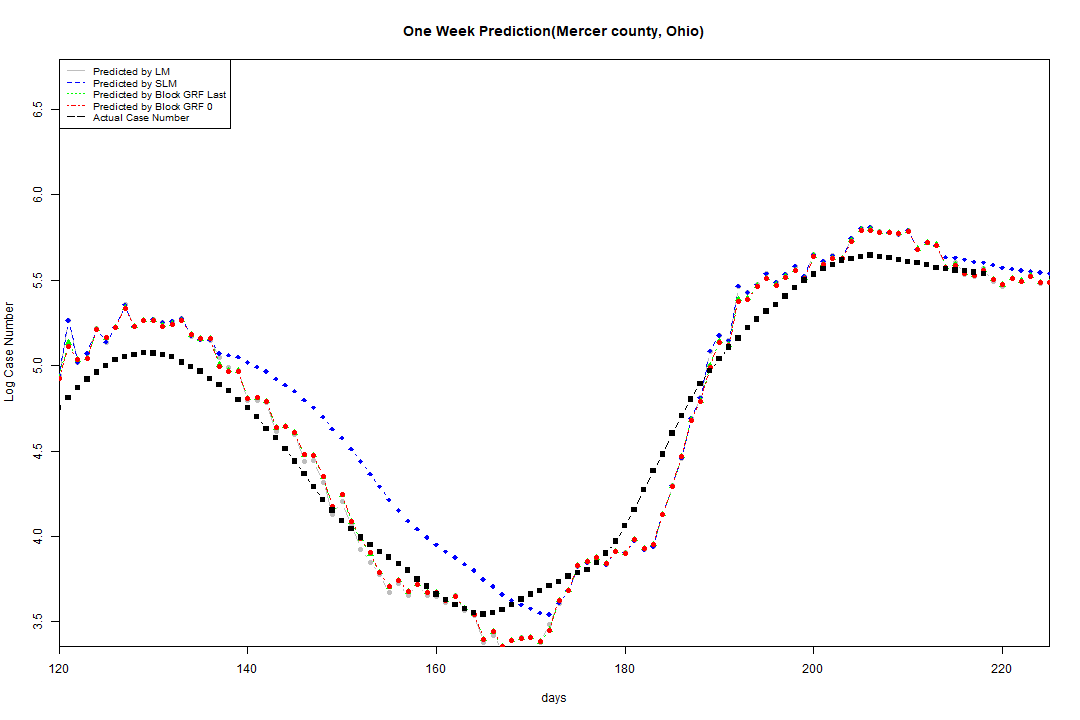 One Week Prediction(Mercer county, Ohio)
Predicted by LM
Predicted by SLM
Predicted by Block GRF Last
Predicted by Block GRF 0
Actual Case Number
6.5
6.0
5.5
5.0
4.5
4.0
3.5
Log Case Number
120 140 160 180 200 220
days